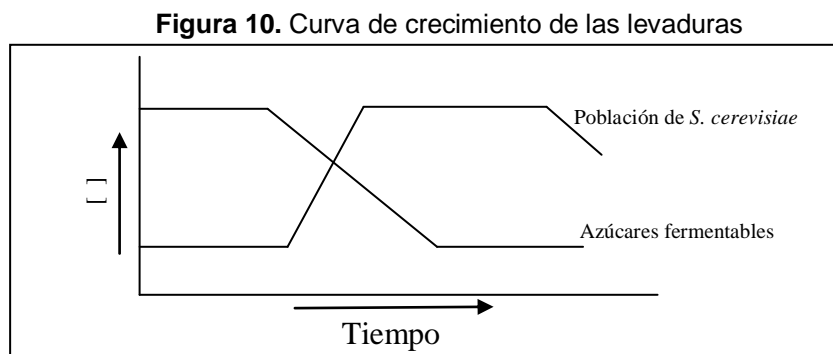 Figura 10. Curva de crecimiento de las levaduras
Población de S. cerevisiae
[ ]
Azúcares fermentables
Tiempo